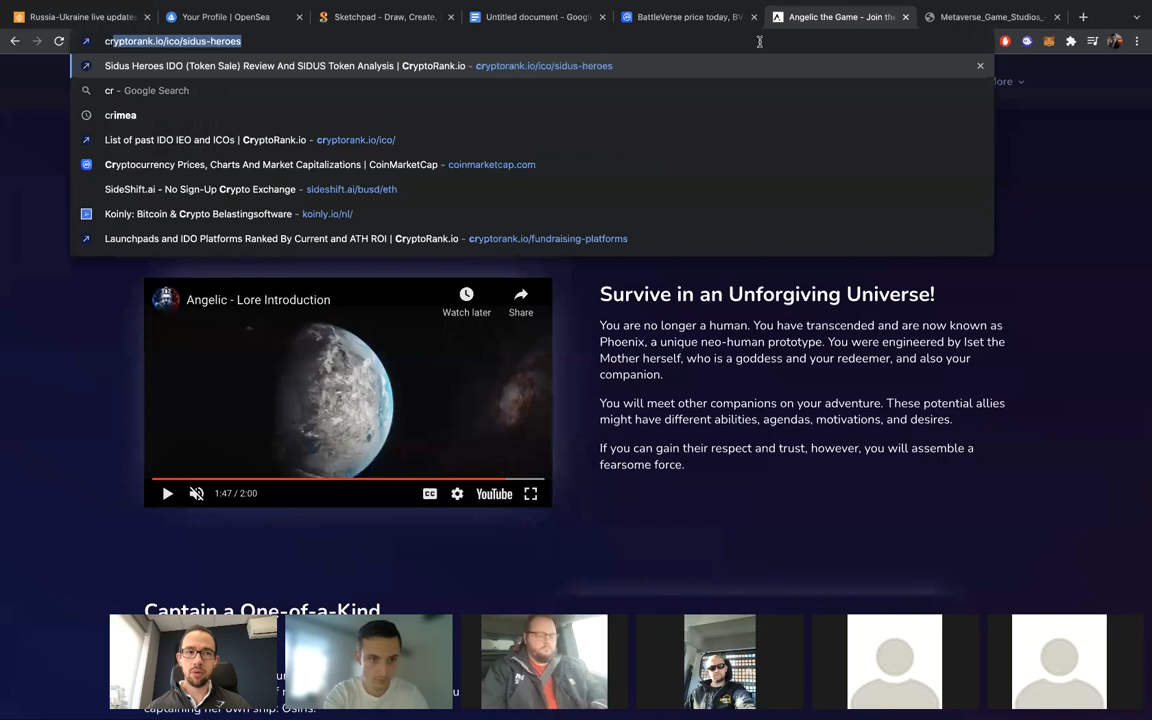 Russia-Ukraine live updates
Your Profile | OpenSea
Sketchpad - Draw, Create,
Untitled document - Googl
BattleVerse price today, BV
Angelic the Game - Join the
Metaverse_Game_Studios_
cryptorank.io/ico/sidus-heroes
Sidus Heroes IDO (Token Sale) Review And SIDUS Token Analysis | CryptoRank.io - cryptorank.io/ico/sidus-heroes
More
cr - Google Search
crimea
List of past IDO IEO and ICOs | CryptoRank.io - cryptorank.io/ico/
Cryptocurrency Prices, Charts And Market Capitalizations | CoinMarketCap - coinmarketcap.com
SideShift.ai - No Sign-Up Crypto Exchange - sideshift.ai/busd/eth
Koinly: Bitcoin & Crypto Belastingsoftware - koinly.io/nl/
Launchpads and IDO Platforms Ranked By Current and ATH ROI | CryptoRank.io - cryptorank.io/fundraising-platforms
Angelic - Lore Introduction
Watch later
Share
1:47 / 2:00
CC
YouTube
Survive in an Unforgiving Universe!
You are no longer a human. You have transcended and are now known as
Phoenix, a unique neo-human prototype. You were engineered by Iset the
Mother herself, who is a goddess and your redeemer, and also your
companion.
You will meet other companions on your adventure. These potential allies
might have different abilities, agendas, motivations, and desires.
If you can gain their respect and trust, however, you will assemble a
fearsome force.
Captain a One-of-a-Kind
captaining her own ship: Osiris.